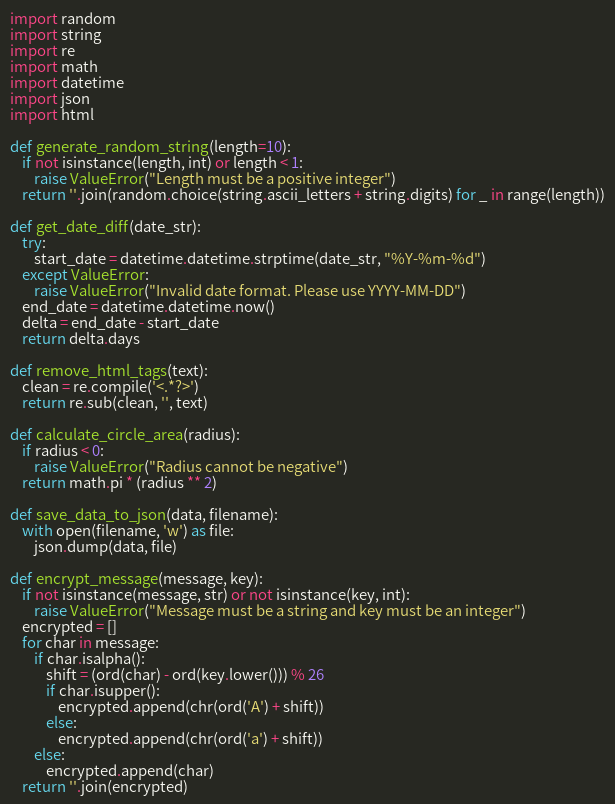 import random
import string
import re
import math
import datetime
import json
import html

def generate_random_string(length=10):
    if not isinstance(length, int) or length < 1:
        raise ValueError("Length must be a positive integer")
    return ''.join(random.choice(string.ascii_letters + string.digits) for _ in range(length))

def get_date_diff(date_str):
    try:
        start_date = datetime.datetime.strptime(date_str, "%Y-%m-%d")
    except ValueError:
        raise ValueError("Invalid date format. Please use YYYY-MM-DD")
    end_date = datetime.datetime.now()
    delta = end_date - start_date
    return delta.days

def remove_html_tags(text):
    clean = re.compile('<.*?>')
    return re.sub(clean, '', text)

def calculate_circle_area(radius):
    if radius < 0:
        raise ValueError("Radius cannot be negative")
    return math.pi * (radius ** 2)

def save_data_to_json(data, filename):
    with open(filename, 'w') as file:
        json.dump(data, file)

def encrypt_message(message, key):
    if not isinstance(message, str) or not isinstance(key, int):
        raise ValueError("Message must be a string and key must be an integer")
    encrypted = []
    for char in message:
        if char.isalpha():
            shift = (ord(char) - ord(key.lower())) % 26
            if char.isupper():
                encrypted.append(chr(ord('A') + shift))
            else:
                encrypted.append(chr(ord('a') + shift))
        else:
            encrypted.append(char)
    return ''.join(encrypted)